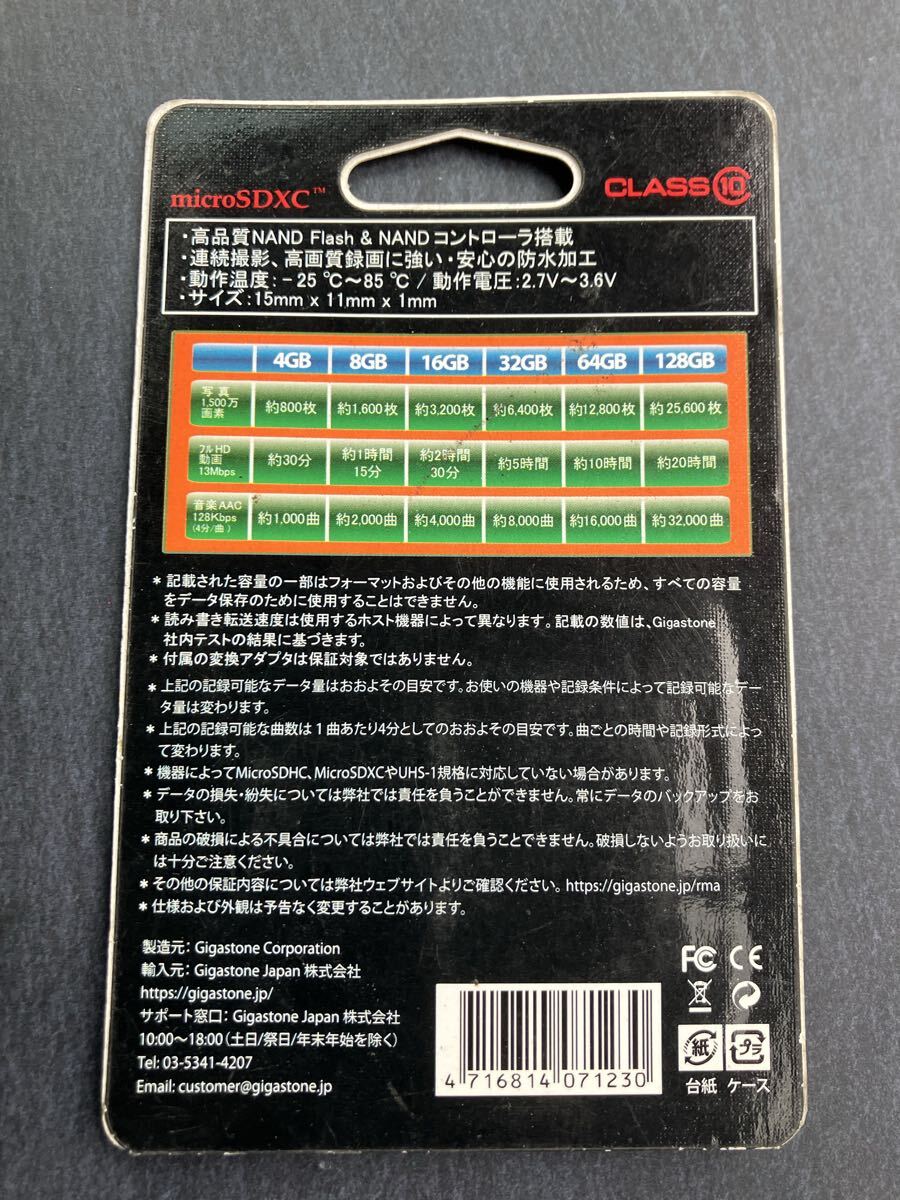 microSDXC™ CLASS⑩
・高品質NAND Flash & NANDコントローラ搭載
・連続撮影、高画質録画に強い・安心の防水加工
・動作温度:－25℃～85℃ / 動作電圧:2.7V～3.6V
・サイズ:15mm x 11mm x 1mm
4GB 8GB 16GB 32GB 64GB 128GB
写真
1,500万
画素
約800枚 約1,600枚 約3,200枚 約6,400枚 約12,800枚 約25,600枚
フルHD
動画
13Mbps
約30分 約1時間15分 約2時間30分 約5時間 約10時間 約20時間
音楽AAC
128Kbps
(4分/曲)
約1,000曲 約2,000曲 約4,000曲 約8,000曲 約16,000曲 約32,000曲
＊記載された容量の一部はフォーマットおよびその他の機能に使用されるため、すべての容量
をデータ保存のために使用することはできません。
＊読み書き転送速度は使用するホスト機器によって異なります。記載の数値は、Gigastone
社内テストの結果に基づきます。
＊付属の変換アダプタは保証対象ではありません。
＊上記の記録可能なデータ量はおおよその目安です。お使いの機器や記録条件によって記録可能なデー
タ量は変わります。
＊上記の記録可能な曲数は1曲あたり4分としてのおおよその目安です。曲ごとの時間や記録形式によっ
て変わります。
＊機器によってMicroSDHC、MicroSDXCやUHS-1規格に対応していない場合があります。
＊データの損失・紛失については弊社では責任を負うことができません。常にデータのバックアップをお
取り下さい。
＊商品の破損による不具合については弊社では責任を負うことできません。破損しないようお取り扱いに
は十分ご注意ください。
＊その他の保証内容については弊社ウェブサイトよりご確認ください。https://gigastone.jp/rma
＊仕様および外観は予告なく変更することがあります。
製造元: Gigastone Corporation
輸入元: Gigastone Japan 株式会社
https://gigastone.jp/
サポート窓口: Gigastone Japan 株式会社
10:00～18:00(土日/祭日/年末年始を除く)
Tel: 03-5341-4207
Email: customer@gigastone.jp
4 716814 071230
FC CE
紙 プラ
台紙 ケース